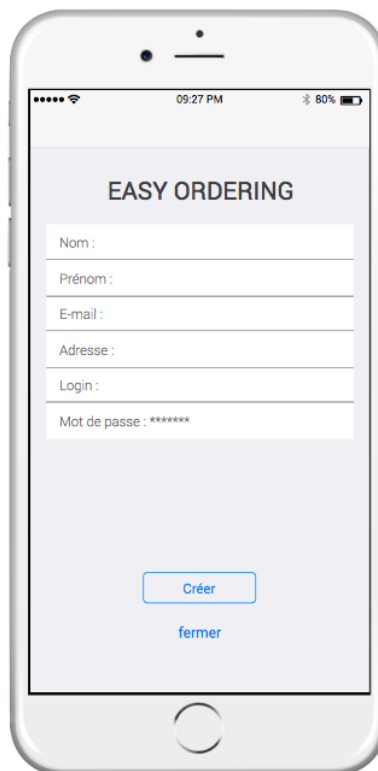 09:27 PM
80%
EASY ORDERING
Nom :
Prénom :
E-mail :
Adresse :
Login :
Mot de passe : *******
Créer
fermer